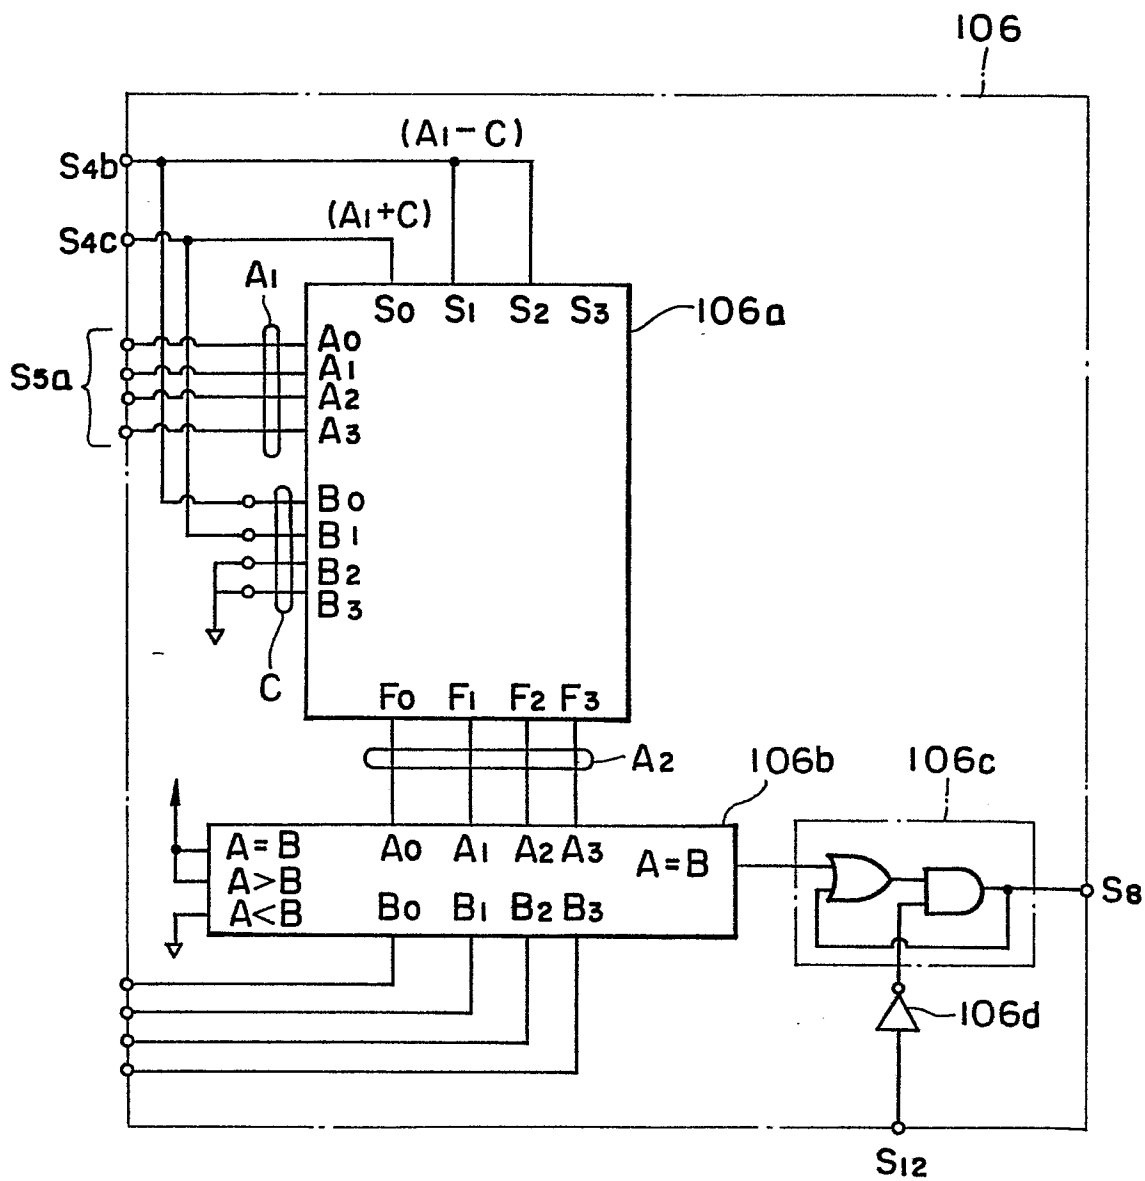 106
(A1-C)
S4b
(A1+C)
S4c
A1
S0 S1 S2 S3
106a
A0
A1
S5a
A2
A3
B0
B1
B2
B3
C
F0 F1 F2 F3
A2
106b
106c
A=B A0 A1 A2 A3 A=B
A>B
A<B B0 B1 B2 B3
S8
106d
S12